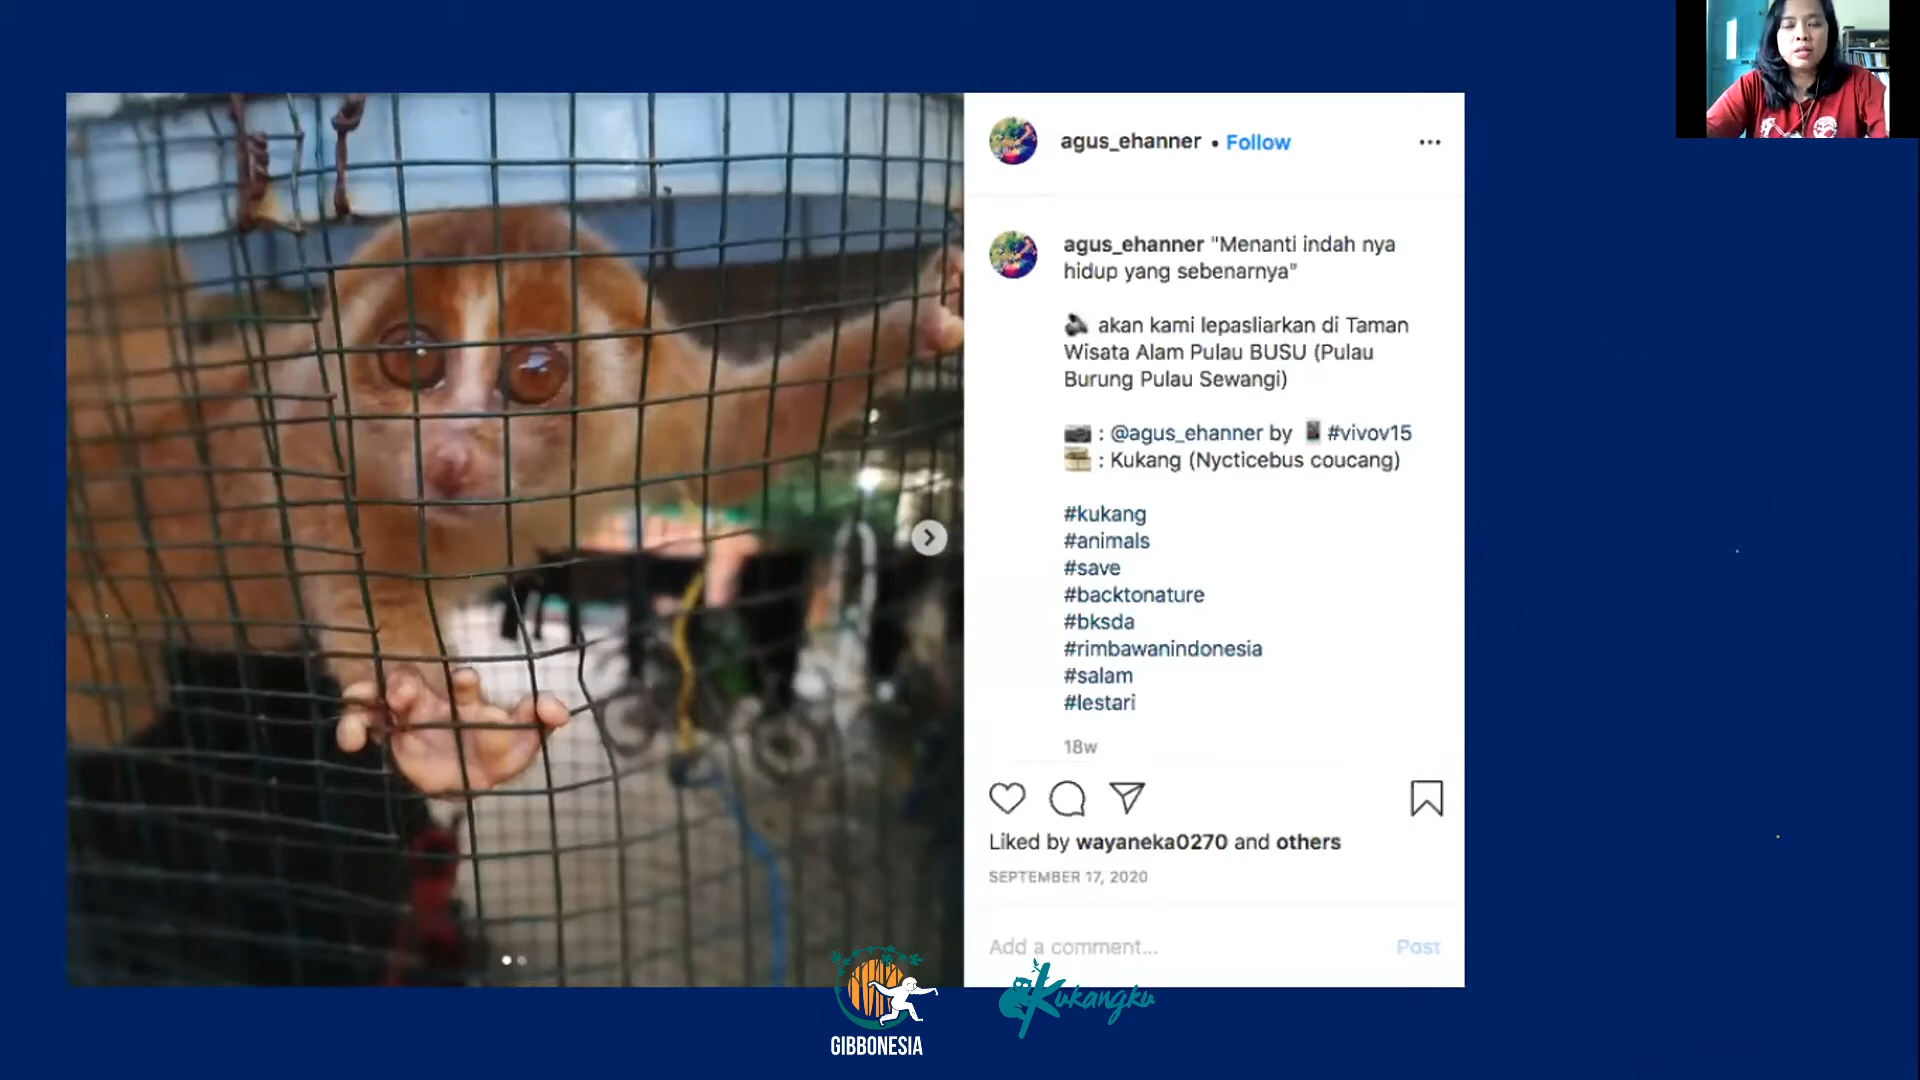 agus_ehanner • Follow
agus_ehanner "Menanti indah nya
hidup yang sebenarnya"
akan kami lepasliarkan di Taman
Wisata Alam Pulau BUSU (Pulau
Burung Pulau Sewangi)
: @agus_ehanner by #vivov15
: Kukang (Nycticebus coucang)
#kukang
#animals
#save
#backtonature
#bksda
#rimbawanindonesia
#salam
#lestari
18w
Liked by wayaneka0270 and others
SEPTEMBER 17, 2020
Add a comment...
Post
GIBBONESIA
Kukangku